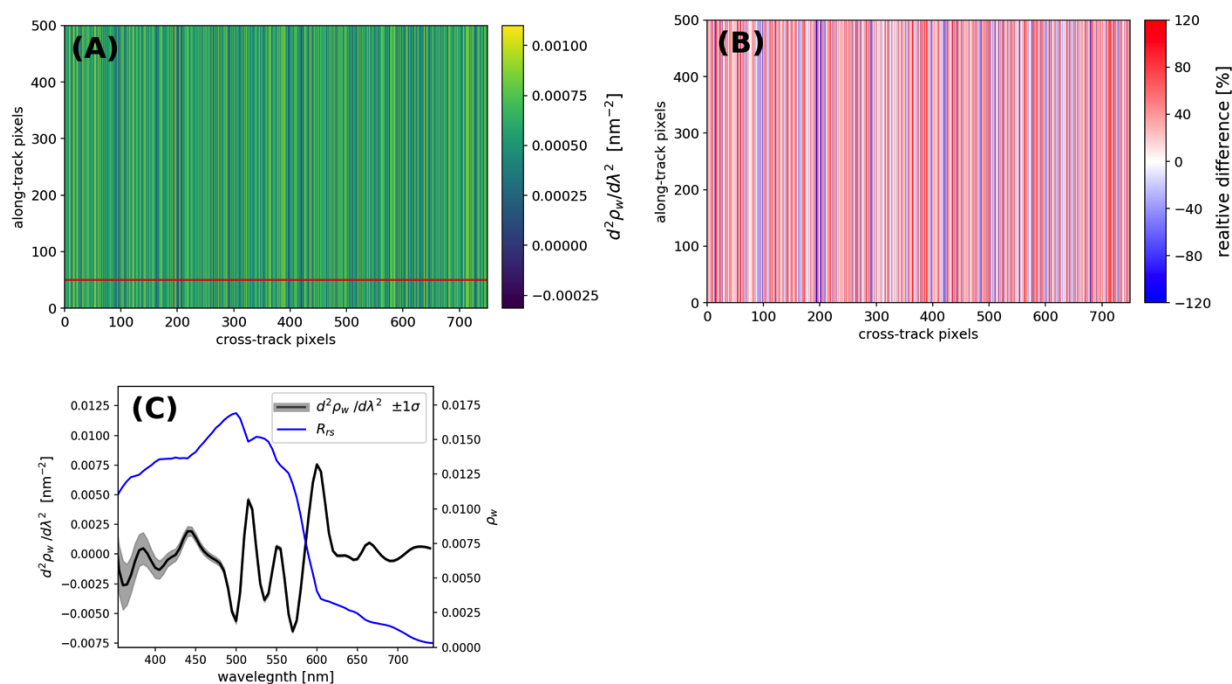 (A)
500
400
300
200
100
0
along-track pixels
0 100 200 300 400 500 600 700
cross-track pixels
0.00100
0.00075
0.00050
0.00025
0.00000
−0.00025
d²ρw/dλ² [nm⁻²]
(B)
500
400
300
200
100
0
along-track pixels
0 100 200 300 400 500 600 700
cross-track pixels
120
80
40
0
−40
−80
−120
realtive difference [%]
(C)
d²ρw /dλ² ±1σ
Rrs
0.0125
0.0100
0.0075
0.0050
0.0025
0.0000
−0.0025
−0.0050
−0.0075
d²ρw /dλ² [nm⁻²]
0.0175
0.0150
0.0125
0.0100
0.0075
0.0050
0.0025
0.0000
ρw
400 450 500 550 600 650 700
wavelegnth [nm]